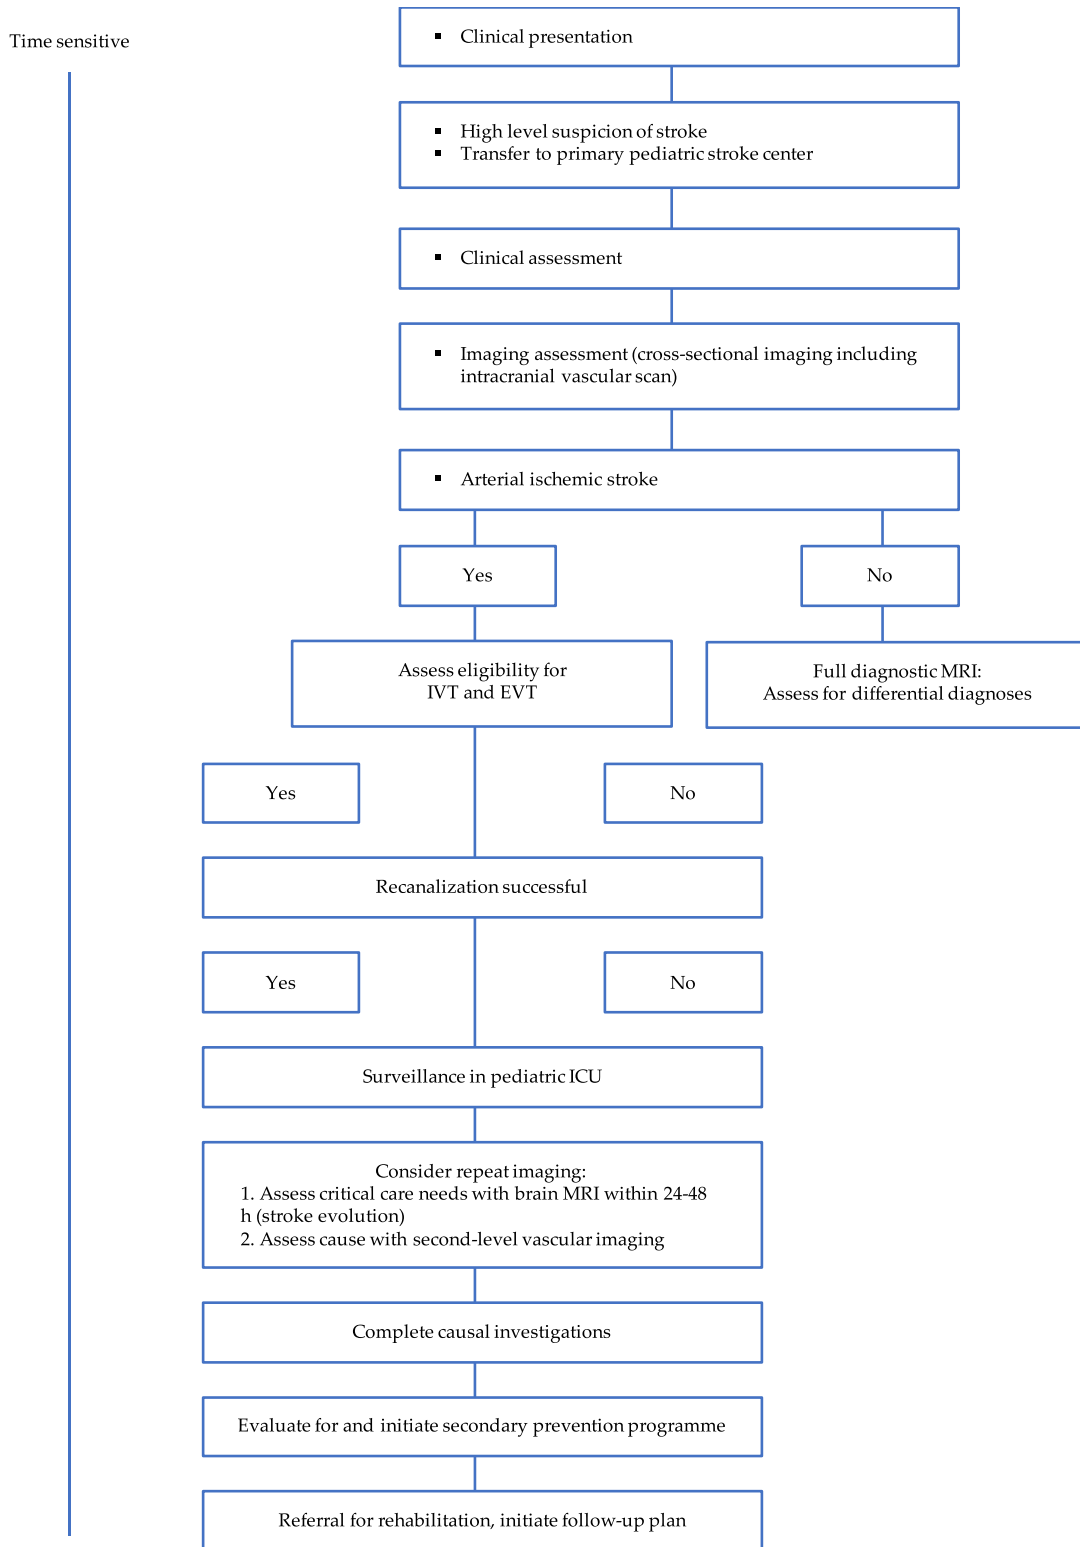 Time sensitive
▪ Clinical presentation
▪ High level suspicion of stroke
▪ Transfer to primary pediatric stroke center
▪ Clinical assessment
▪ Imaging assessment (cross-sectional imaging including
intracranial vascular scan)
▪ Arterial ischemic stroke
Yes
No
Assess eligibility for
IVT and EVT
Full diagnostic MRI:
Assess for differential diagnoses
Yes
No
Recanalization successful
Yes
No
Surveillance in pediatric ICU
Consider repeat imaging:
1. Assess critical care needs with brain MRI within 24-48
h (stroke evolution)
2. Assess cause with second-level vascular imaging
Complete causal investigations
Evaluate for and initiate secondary prevention programme
Referral for rehabilitation, initiate follow-up plan